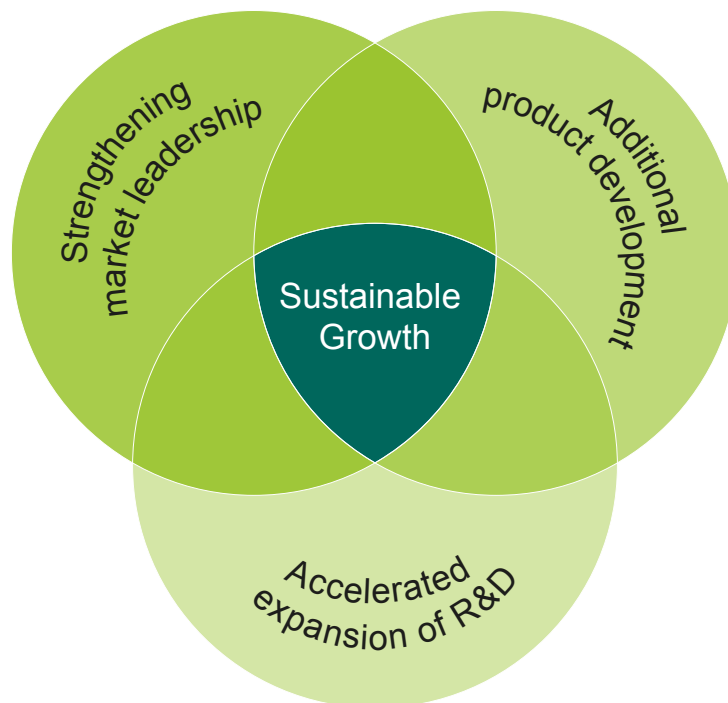 Strengthening
market leadership
Additional
product development
Sustainable
Growth
Accelerated
expansion of R&D